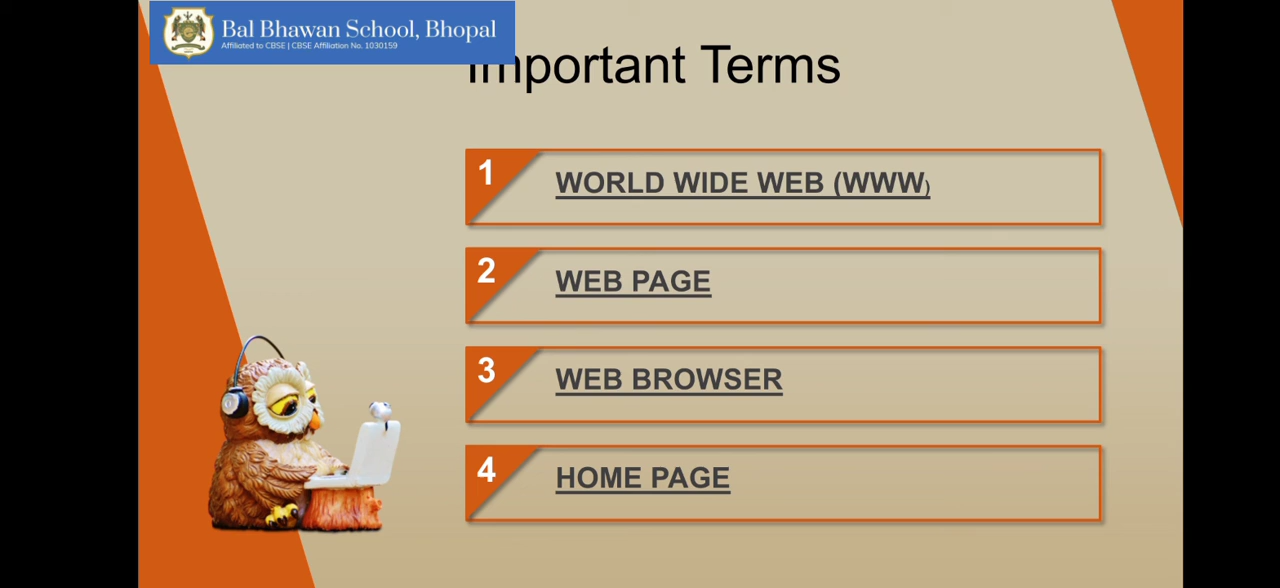 Bal Bhawan School, Bhopal
Affiliated to CBSE | CBSE Affiliation No. 1030159
Important Terms
1 WORLD WIDE WEB (WWW)
2 WEB PAGE
3 WEB BROWSER
4 HOME PAGE